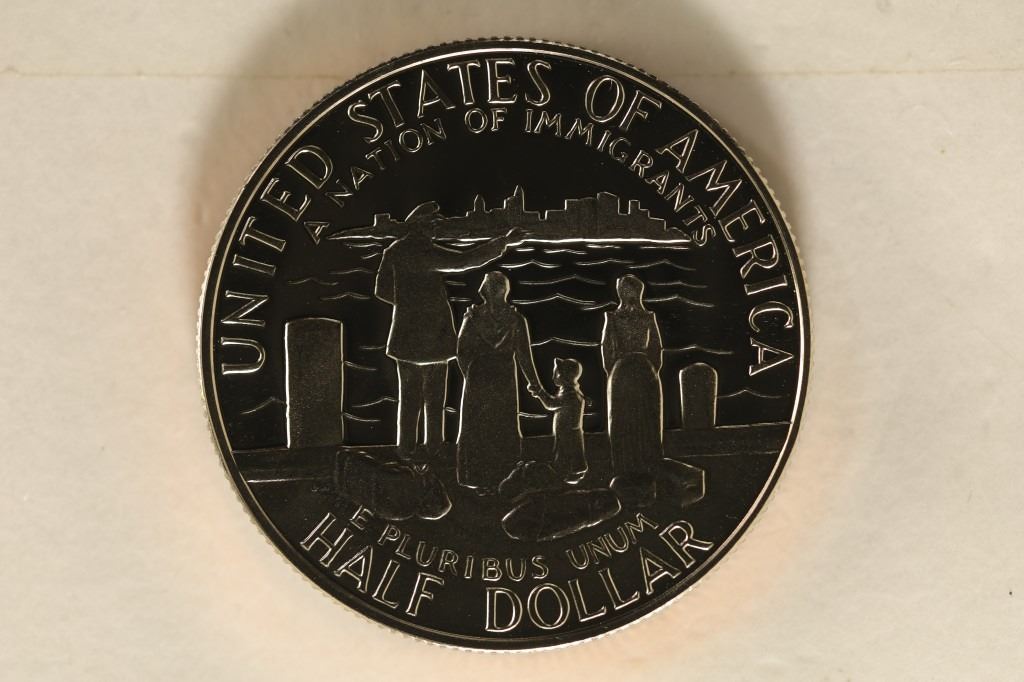 UNITED STATES OF AMERICA
A NATION OF IMMIGRANTS
E PLURIBUS UNUM
HALF DOLLAR